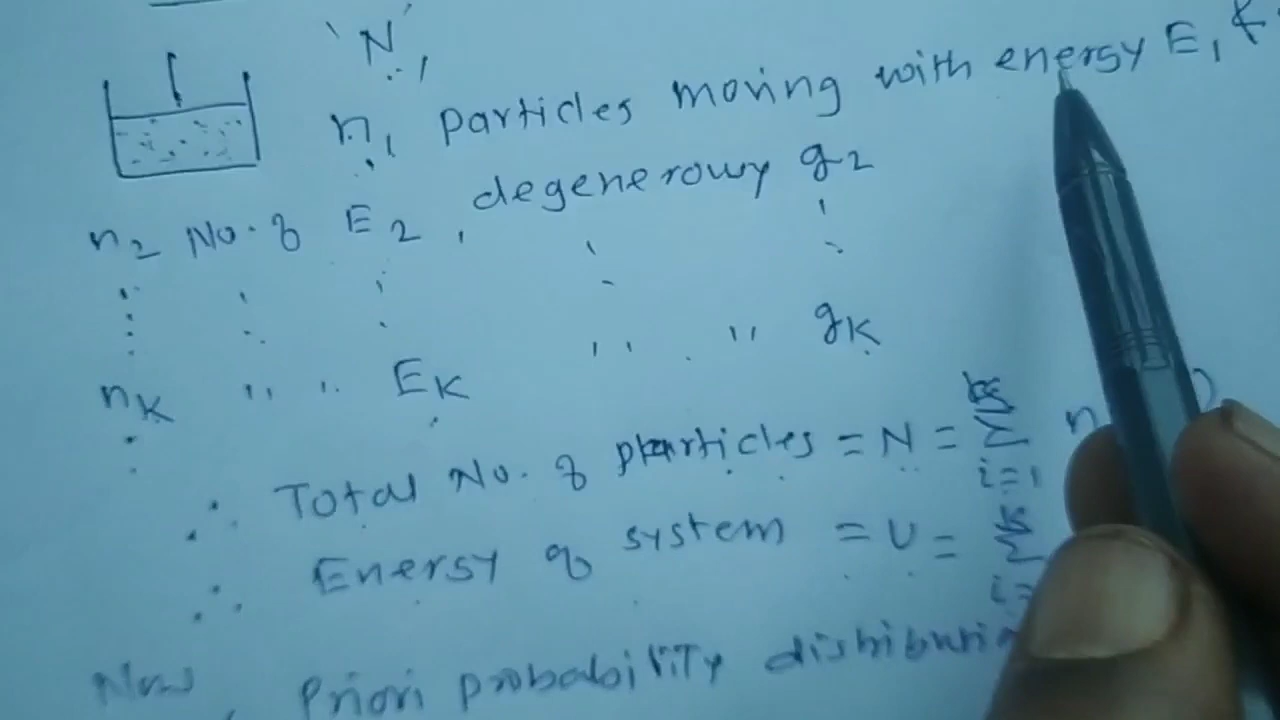 'N',
n1 particles moving with energy E1 &
degenerowy g2
n2 No. of E2,
gK
nK " " EK " "
∴ Total No. of particles = N = Σ i=1 n
∴ Energy of system = U = Σ i=
Now, Priori probability distributi